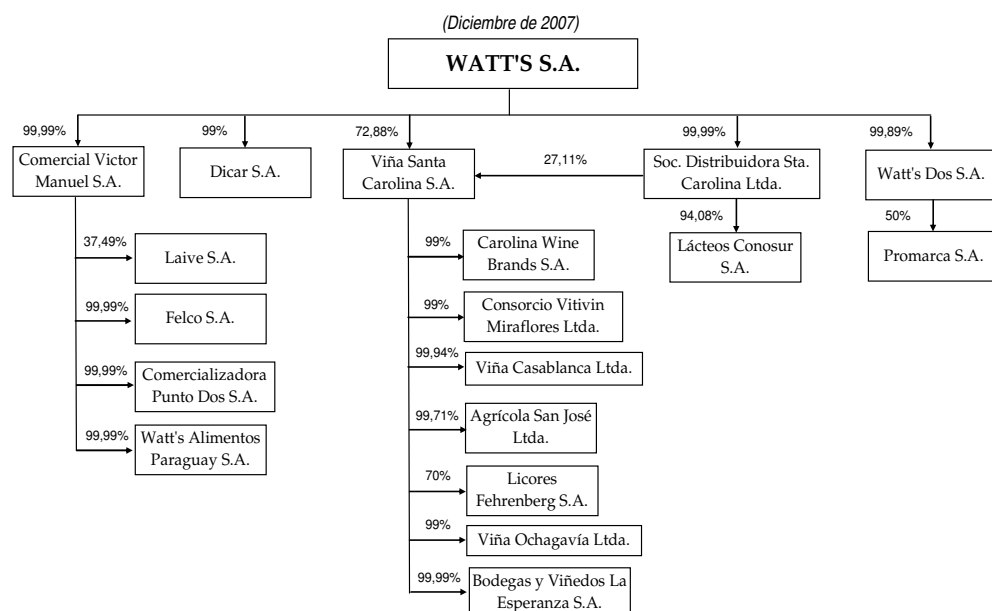 (Diciembre de 2007)
WATT'S S.A.
99,99%
99%
72,88%
99,99%
99,89%
Comercial Victor
Manuel S.A.
Dicar S.A.
Viña Santa
Carolina S.A.
27,11%
Soc. Distribuidora Sta.
Carolina Ltda.
Watt's Dos S.A.
37,49%
Laive S.A.
99,99%
Felco S.A.
99,99%
Comercializadora
Punto Dos S.A.
99,99%
Watt's Alimentos
Paraguay S.A.
99%
Carolina Wine
Brands S.A.
99%
Consorcio Vitivin
Miraflores Ltda.
99,94%
Viña Casablanca Ltda.
99,71%
Agrícola San José
Ltda.
70%
Licores
Fehrenberg S.A.
99%
Viña Ochagavía Ltda.
99,99%
Bodegas y Viñedos La
Esperanza S.A.
94,08%
Lácteos Conosur
S.A.
50%
Promarca S.A.